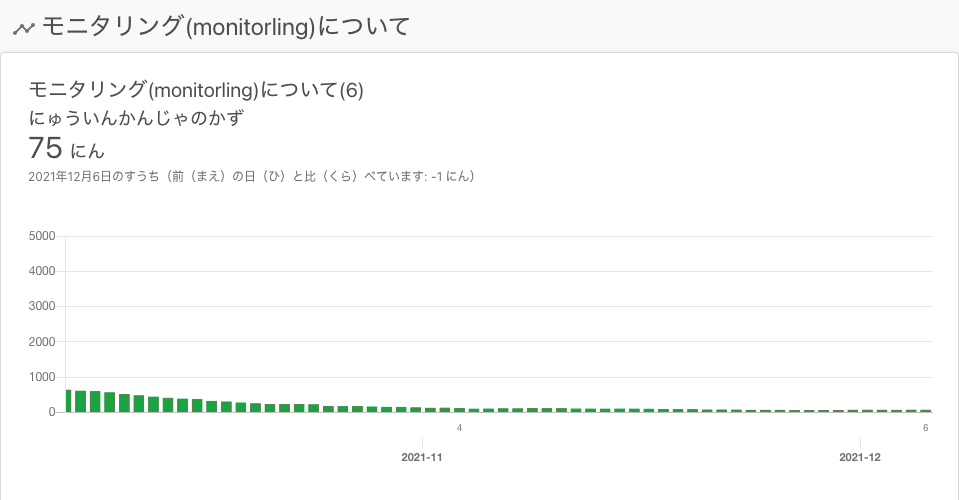 モニタリング(monitorling)について
モニタリング(monitorling)について(6)
にゅういんかんじゃのかず
75 にん
2021年12月6日のすうち（前（まえ）の日（ひ）と比（くら）べています: -1 にん）
5000
4000
3000
2000
1000
0
4
6
2021-11
2021-12